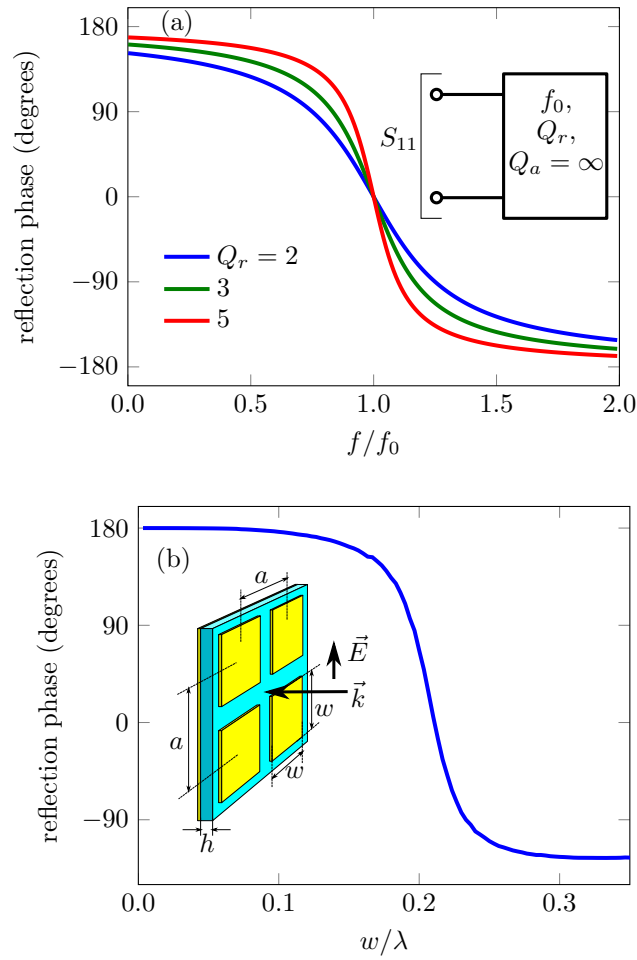 (a)
180
90
0
−90
−180
reflection phase (degrees)
S₁₁
f₀,
Qᵣ,
Qₐ = ∞
Qᵣ = 2
3
5
0.0 0.5 1.0 1.5 2.0
f/f₀
(b)
180
90
0
−90
reflection phase (degrees)
a
E⃗
k⃗
w
a
w
h
0.0 0.1 0.2 0.3
w/λ